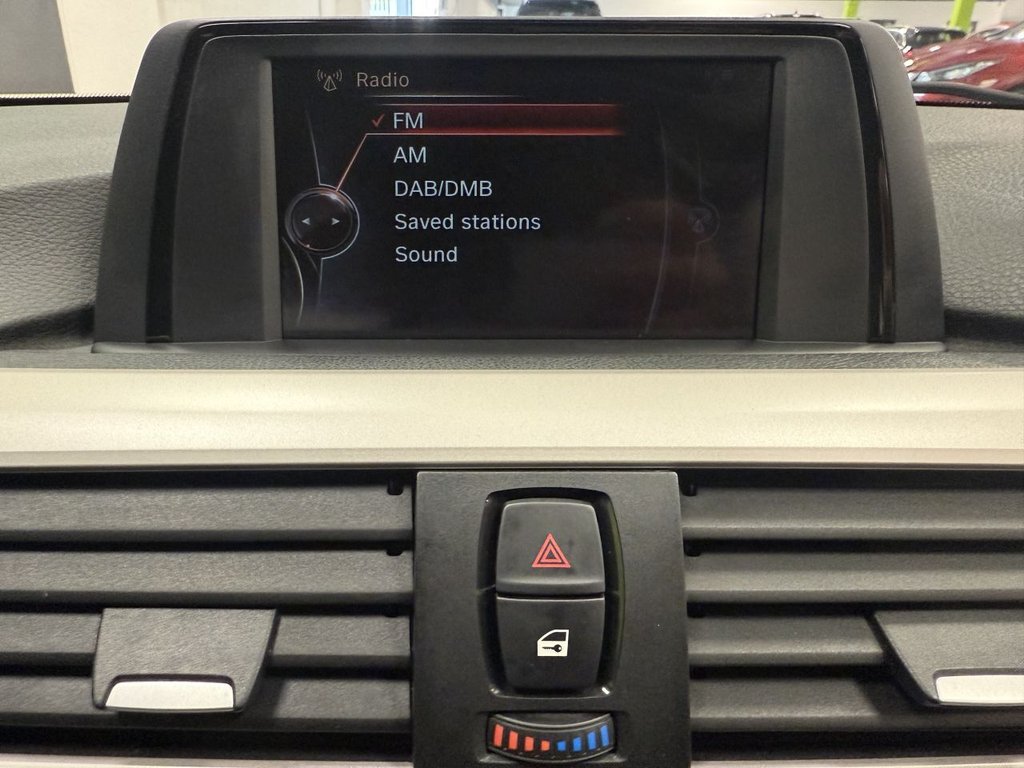 Radio
FM
AM
DAB/DMB
Saved stations
Sound